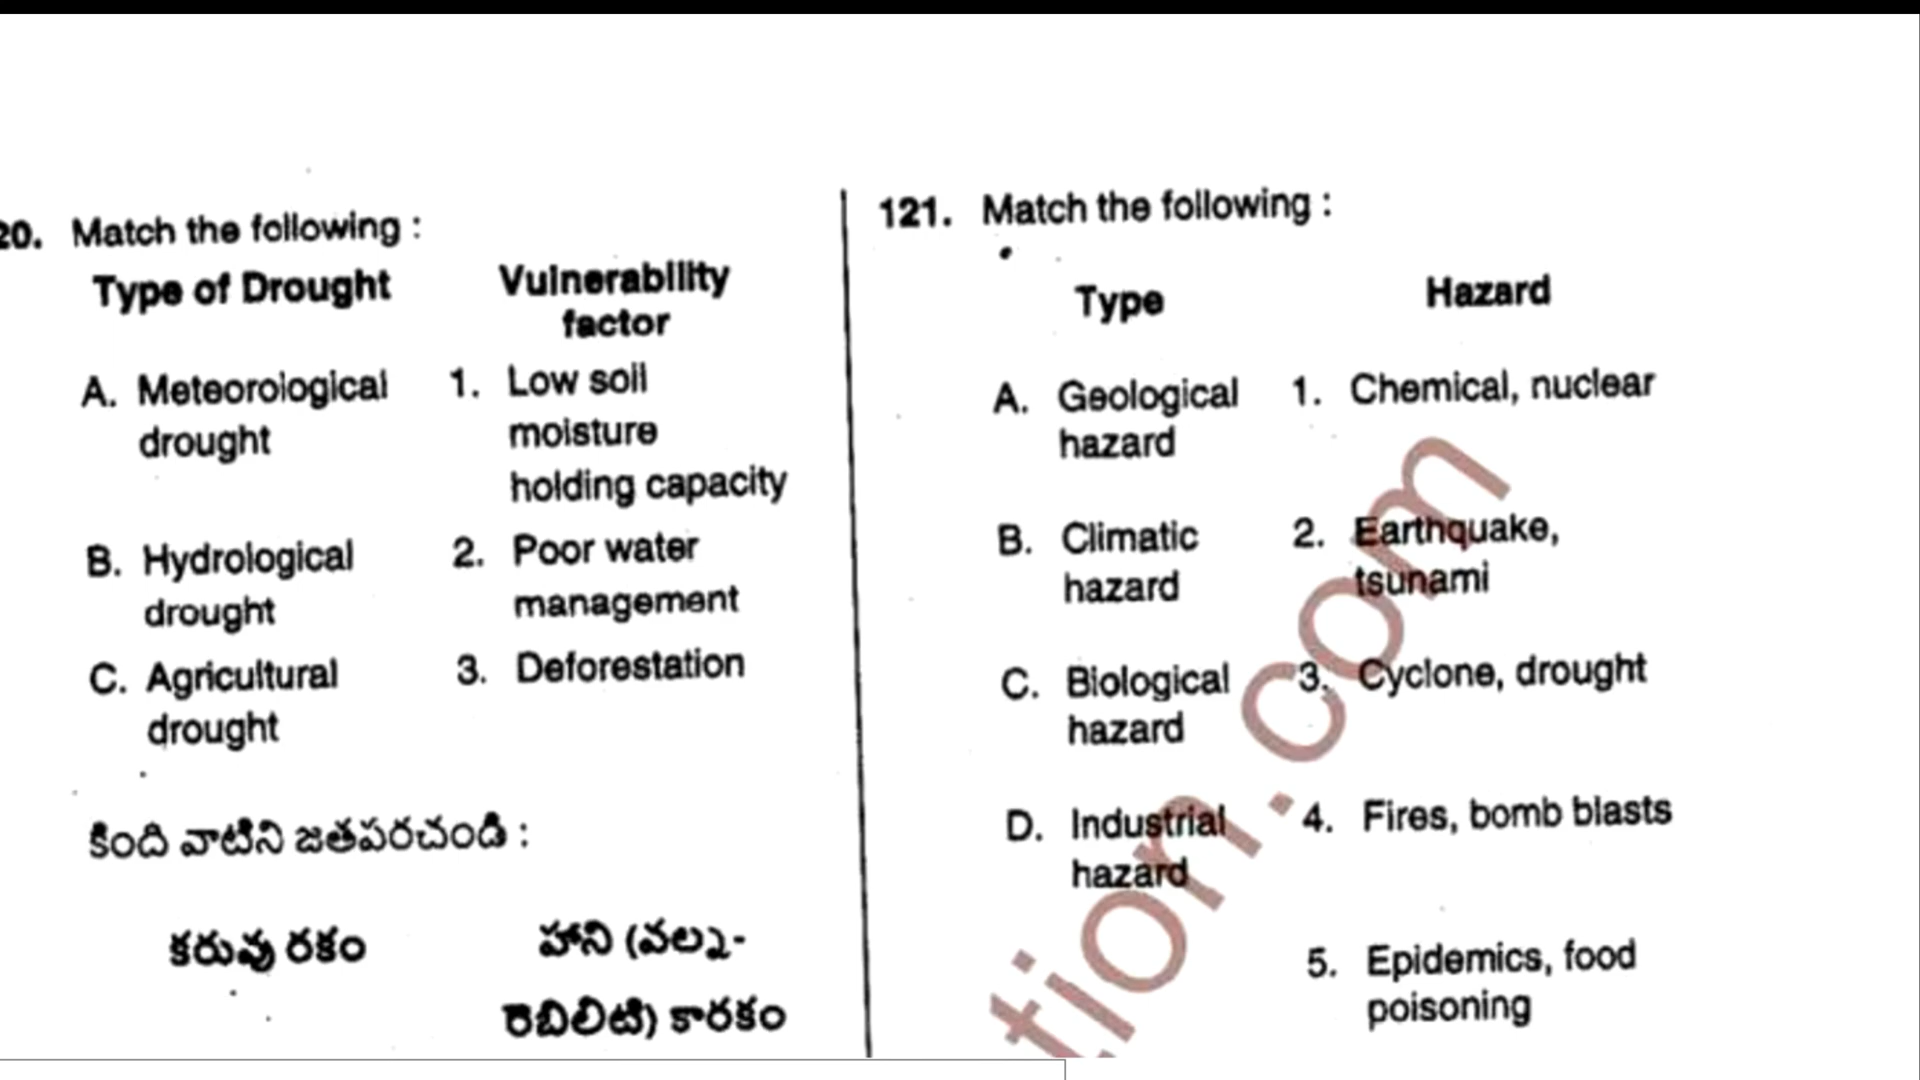 20. Match the following :
Type of Drought Vulnerability
factor
A. Meteorological 1. Low soil
drought moisture
holding capacity
B. Hydrological 2. Poor water
drought management
C. Agricultural 3. Deforestation
drought
కింది వాటిని జతపరచండి :
కరువు రకం హాని (వల్న-
రెబిలిటి) కారకం
121. Match the following :
Type Hazard
A. Geological 1. Chemical, nuclear
hazard
B. Climatic 2. Earthquake,
hazard tsunami
C. Biological 3. Cyclone, drought
hazard
D. Industrial 4. Fires, bomb blasts
hazard
5. Epidemics, food
poisoning
tion.com